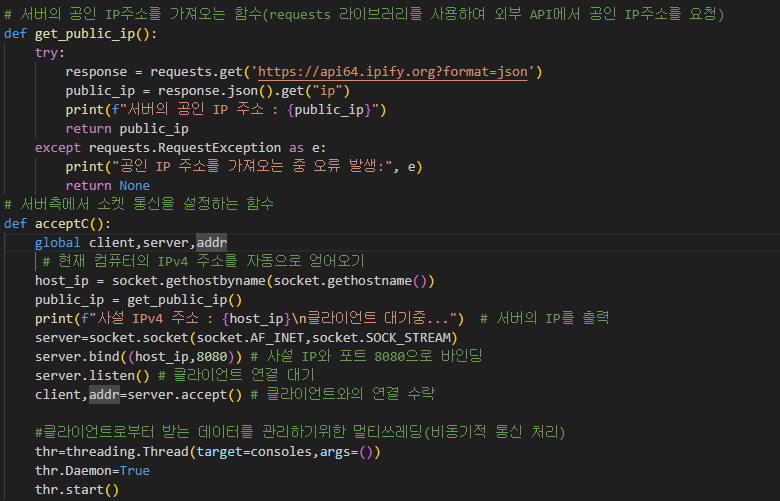 # 서버의 공인 IP주소를 가져오는 함수(requests 라이브러리를 사용하여 외부 API에서 공인 IP주소를 요청)
def get_public_ip():
    try:
        response = requests.get('https://api64.ipify.org?format=json')
        public_ip = response.json().get("ip")
        print(f"서버의 공인 IP 주소 : {public_ip}")
        return public_ip
    except requests.RequestException as e:
        print("공인 IP 주소를 가져오는 중 오류 발생:", e)
        return None
# 서버측에서 소켓 통신을 설정하는 함수
def acceptC():
    global client,server,addr
     # 현재 컴퓨터의 IPv4 주소를 자동으로 얻어오기
    host_ip = socket.gethostbyname(socket.gethostname())
    public_ip = get_public_ip()
    print(f"사설 IPv4 주소 : {host_ip}\n클라이언트 대기중...")  # 서버의 IP를 출력
    server=socket.socket(socket.AF_INET,socket.SOCK_STREAM)
    server.bind((host_ip,8080)) # 사설 IP와 포트 8080으로 바인딩
    server.listen() # 클라이언트 연결 대기
    client,addr=server.accept() # 클라이언트와의 연결 수락
    #클라이언트로부터 받는 데이터를 관리하기위한 멀티쓰레딩(비동기적 통신 처리)
    thr=threading.Thread(target=consoles,args=())
    thr.Daemon=True
    thr.start()